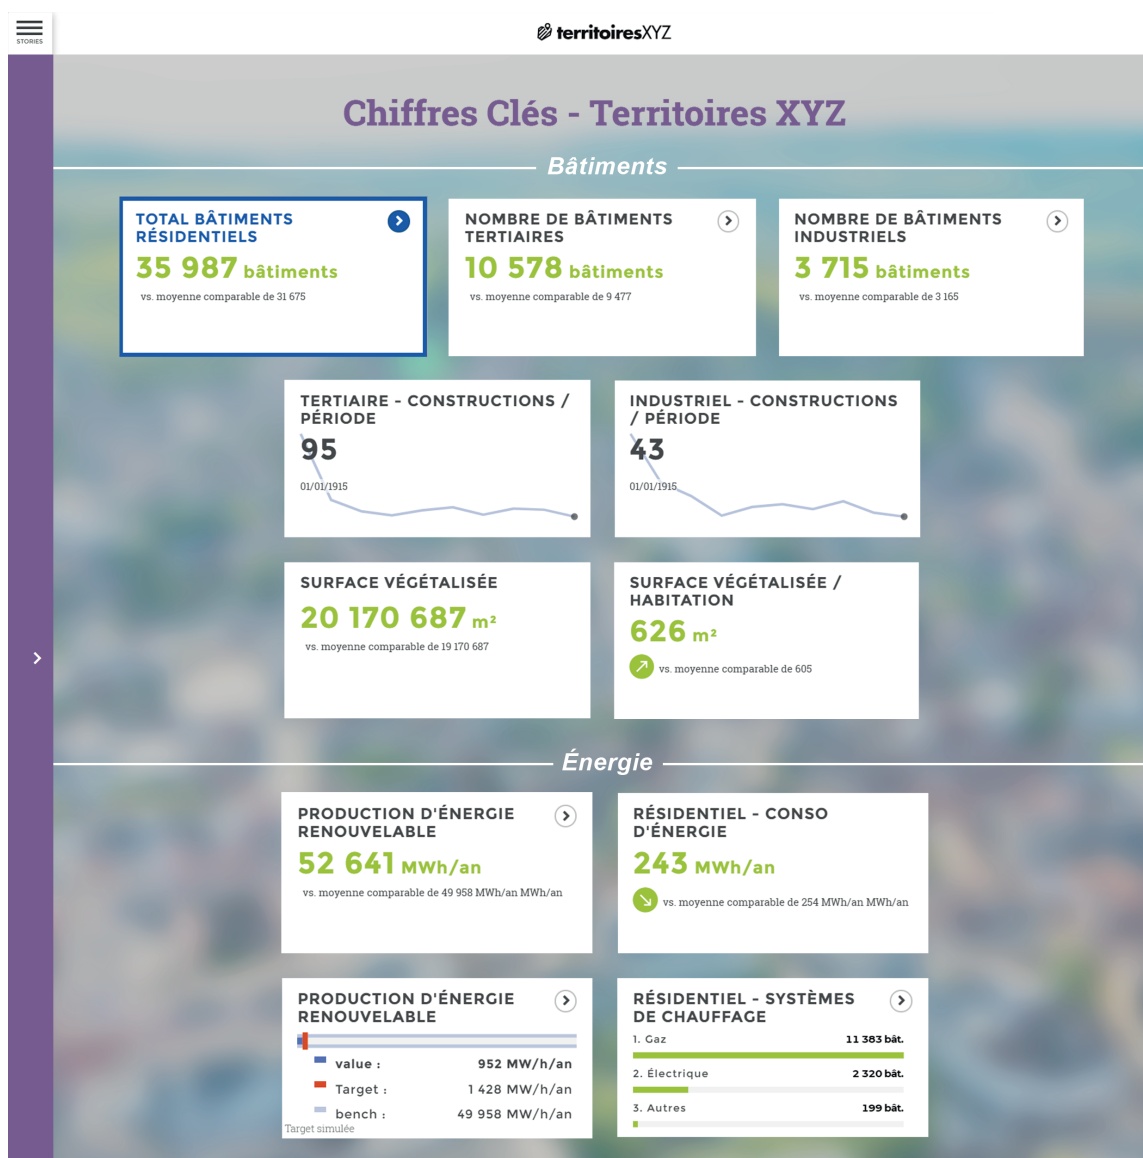 STORIES
territoiresXYZ
Chiffres Clés - Territoires XYZ
Bâtiments
TOTAL BÂTIMENTS
RÉSIDENTIELS
35 987 bâtiments
vs. moyenne comparable de 31 675
NOMBRE DE BÂTIMENTS
TERTIAIRES
10 578 bâtiments
vs. moyenne comparable de 9 477
NOMBRE DE BÂTIMENTS
INDUSTRIELS
3 715 bâtiments
vs. moyenne comparable de 3 165
TERTIAIRE - CONSTRUCTIONS /
PÉRIODE
95
01/01/1915
INDUSTRIEL - CONSTRUCTIONS
/ PÉRIODE
43
01/01/1915
SURFACE VÉGÉTALISÉE
20 170 687 m²
vs. moyenne comparable de 19 170 687
SURFACE VÉGÉTALISÉE /
HABITATION
626 m²
vs. moyenne comparable de 605
Énergie
PRODUCTION D'ÉNERGIE
RENOUVELABLE
52 641 MWh/an
vs. moyenne comparable de 49 958 MWh/an MWh/an
RÉSIDENTIEL - CONSO
D'ÉNERGIE
243 MWh/an
vs. moyenne comparable de 254 MWh/an MWh/an
PRODUCTION D'ÉNERGIE
RENOUVELABLE
value : 952 MW/h/an
Target : 1 428 MW/h/an
bench : 49 958 MW/h/an
Target simulée
RÉSIDENTIEL - SYSTÈMES
DE CHAUFFAGE
1. Gaz 11 383 bât.
2. Électrique 2 320 bât.
3. Autres 199 bât.